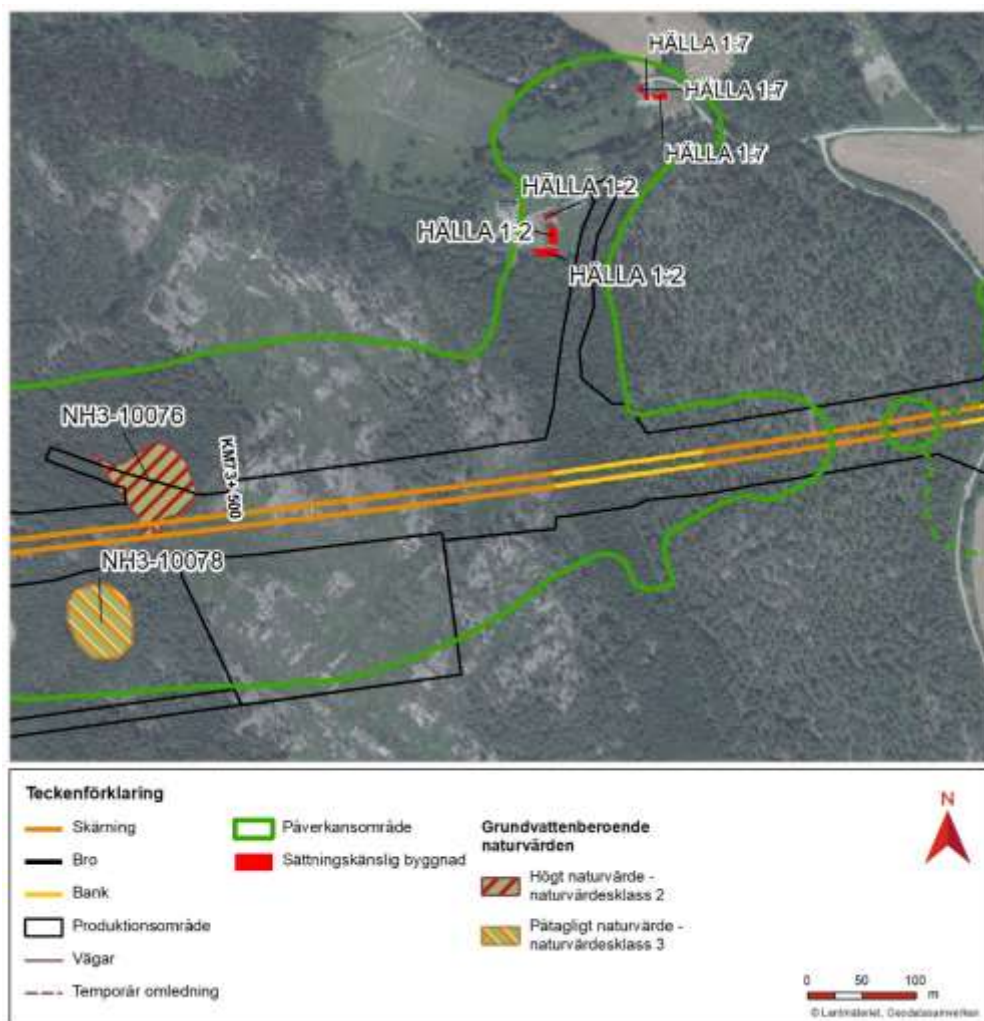 HÄLLA 1:7
HÄLLA 1:7
HÄLLA 1:7
HÄLLA 1:2
HÄLLA 1:2
HÄLLA 1:2
NH3-10076
KM73+500
NH3-10078
Teckenförklaring
Skärning
Bro
Bank
Produktionsområde
Vägar
Temporär omledning
Påverkansområde
Sättningskänslig byggnad
Grundvattenberoende
naturvärden
Högt naturvärde -
naturvärdesklass 2
Påtagligt naturvärde -
naturvärdesklass 3
N
0 50 100
m
© Lantmäteriet, Geodatasamverkan